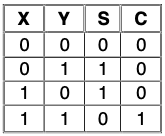 X Y S C
0 0 0 0
0 1 1 0
1 0 1 0
1 1 0 1